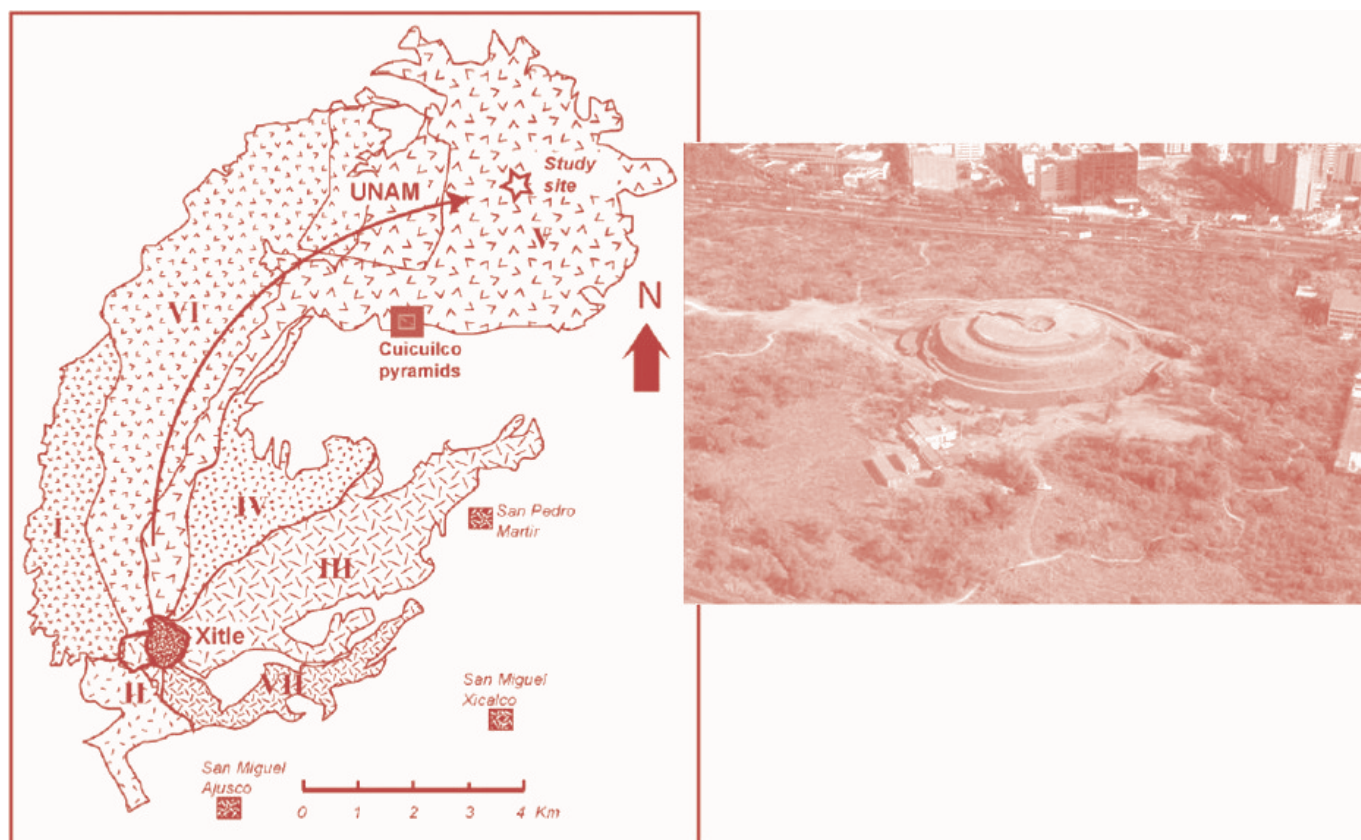 Study
site
UNAM
V
N
VI
Cuicuilco
pyramids
I
IV
San Pedro
Martir
III
Xitle
II
VII
San Miguel
Xicalco
San Miguel
Ajusco
0 1 2 3 4 Km